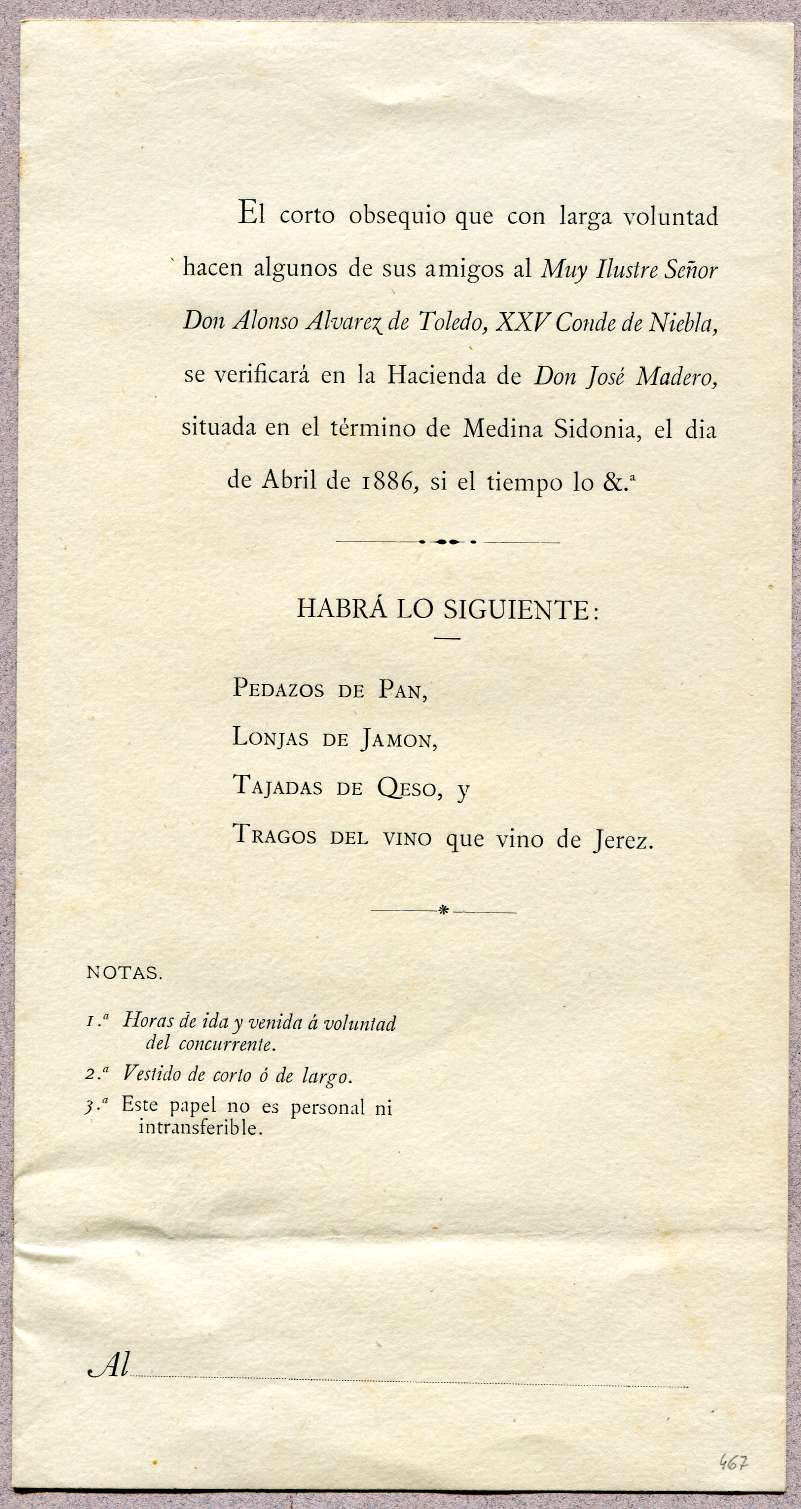 El corto obsequio que con larga voluntad
hacen algunos de sus amigos al Muy Ilustre Señor
Don Alonso Alvarez de Toledo, XXV Conde de Niebla,
se verificará en la Hacienda de Don José Madero,
situada en el término de Medina Sidonia, el dia
de Abril de 1886, si el tiempo lo &.ª
HABRÁ LO SIGUIENTE:
PEDAZOS DE PAN,
LONJAS DE JAMON,
TAJADAS DE QESO, y
TRAGOS DEL VINO que vino de Jerez.
NOTAS.
1.ª Horas de ida y venida á voluntad
del concurrente.
2.ª Vestido de corto ó de largo.
3.ª Este papel no es personal ni
intransferible.
Al
467